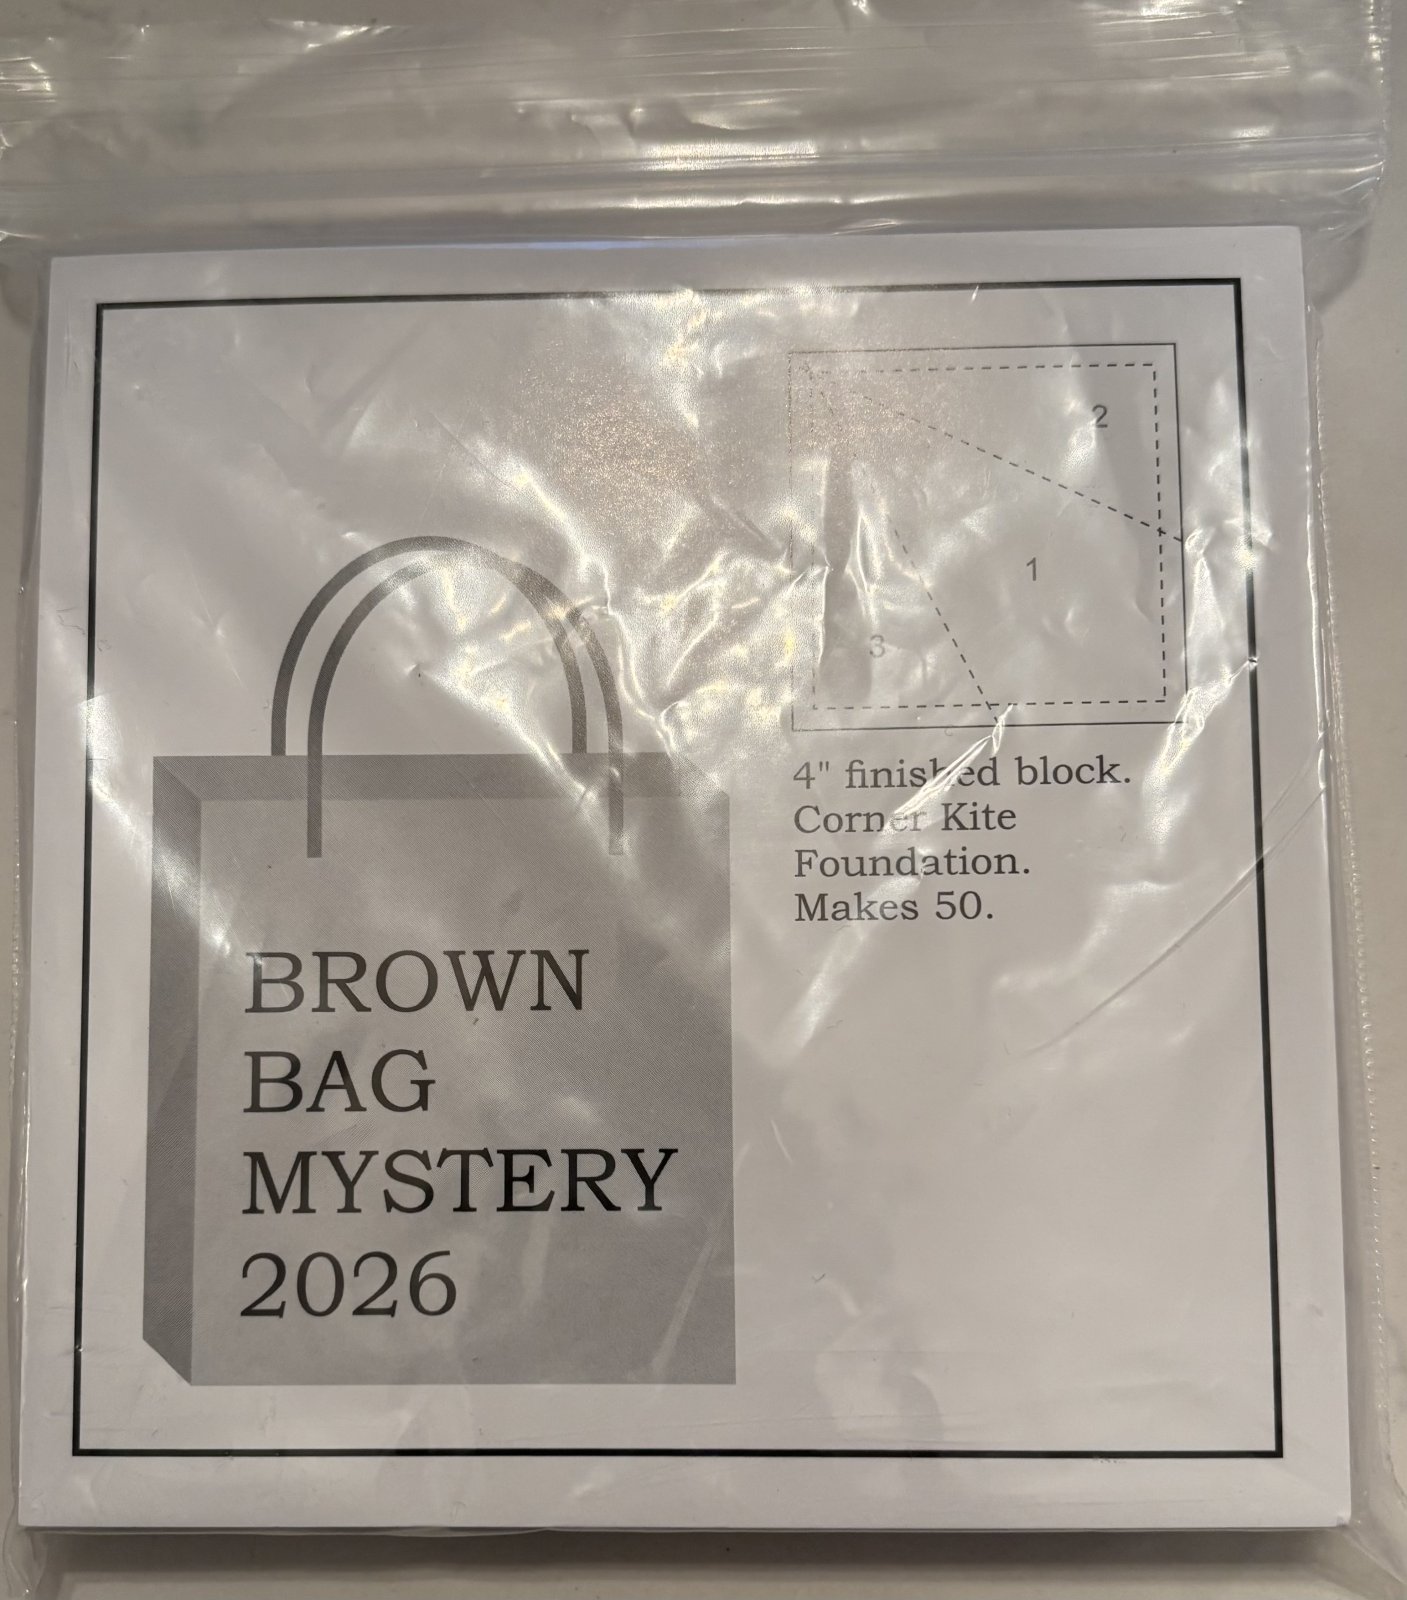 2
1
3
4" finished block.
Corner Kite
Foundation.
Makes 50.
BROWN
BAG
MYSTERY
2026